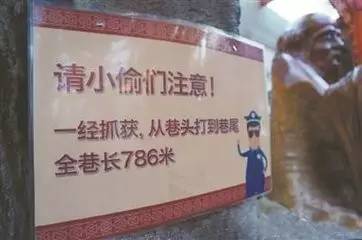 请小偷们注意！
一经抓获，从巷头打到巷尾
全巷长786米